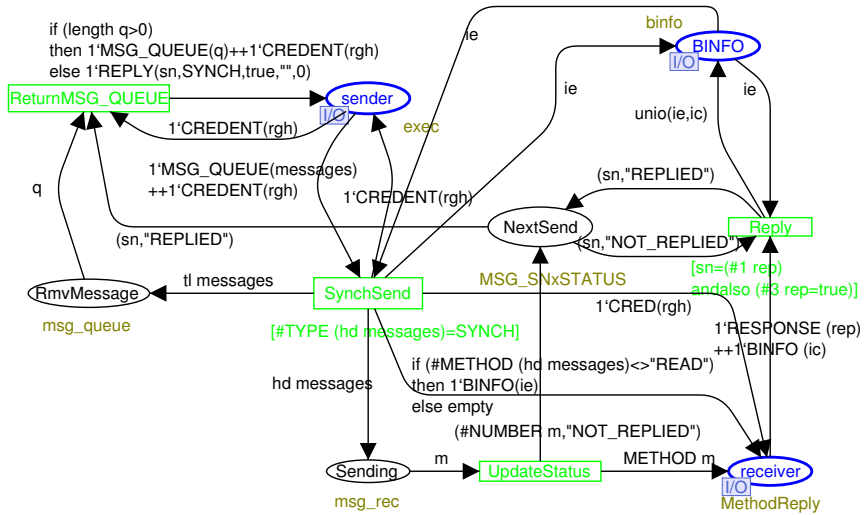 if (length q>0)
then 1‘MSG_QUEUE(q)++1‘CREDENT(rgh)
else 1‘REPLY(sn,SYNCH,true,"",0)
ie
binfo
BINFO
I/O
ReturnMSG_QUEUE
sender
I/O
exec
1‘CREDENT(rgh)
ie
ie
unio(ie,ic)
1‘MSG_QUEUE(messages)
++1‘CREDENT(rgh)
1‘CREDENT(rgh)
(sn,"REPLIED")
q
(sn,"REPLIED")
NextSend
(sn,"NOT_REPLIED")
Reply
MSG_SNxSTATUS
[sn=(#1 rep)
andalso (#3 rep=true)]
RmvMessage
msg_queue
tl messages
SynchSend
[#TYPE (hd messages)=SYNCH]
1‘CRED(rgh)
1‘RESPONSE (rep)
++1‘BINFO (ic)
hd messages
if (#METHOD (hd messages)<>"READ")
then 1‘BINFO(ie)
else empty
(#NUMBER m,"NOT_REPLIED")
Sending
msg_rec
m
UpdateStatus
METHOD m
receiver
I/O
MethodReply